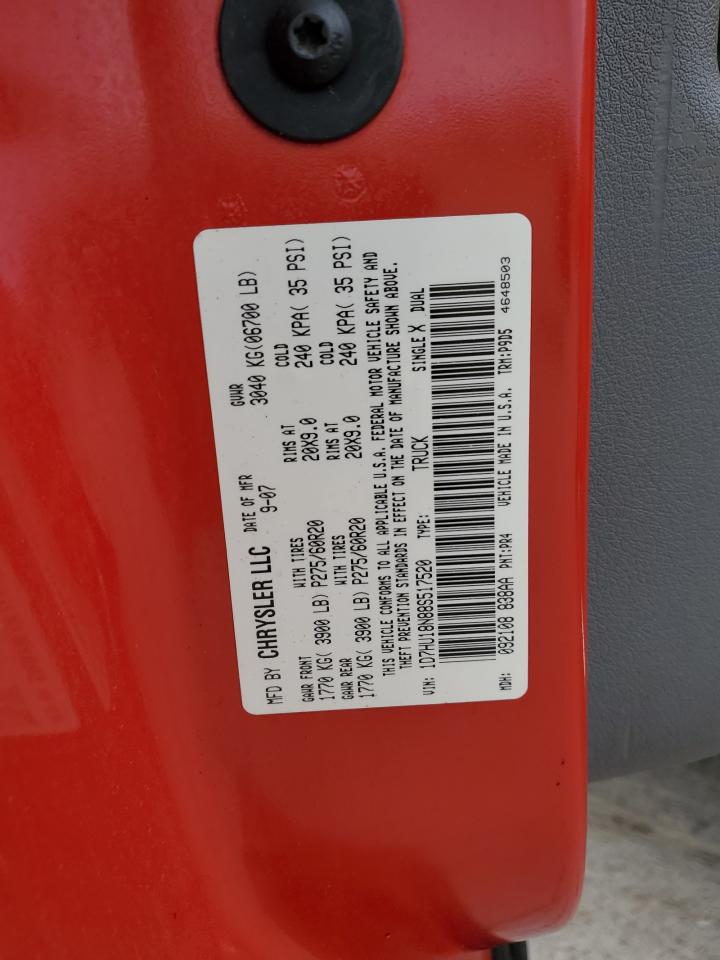 MFD BY CHRYSLER LLC DATE OF MFR 9-07 GVWR 3040 KG(06700 LB)
GAWR FRONT WITH TIRES RIMS AT COLD
1770 KG( 3900 LB) P275/60R20 20X9.0 240 KPA( 35 PSI)
GAWR REAR WITH TIRES RIMS AT COLD
1770 KG( 3900 LB) P275/60R20 20X9.0 240 KPA( 35 PSI)
THIS VEHICLE CONFORMS TO ALL APPLICABLE U.S.A. FEDERAL MOTOR VEHICLE SAFETY AND
THEFT PREVENTION STANDARDS IN EFFECT ON THE DATE OF MANUFACTURE SHOWN ABOVE.
VIN: 1D7HU18N88S517520 TYPE: TRUCK SINGLE X DUAL
MDH: 092108 838AA PNT:PR4 VEHICLE MADE IN U.S.A. TRM:P9D5 4648503